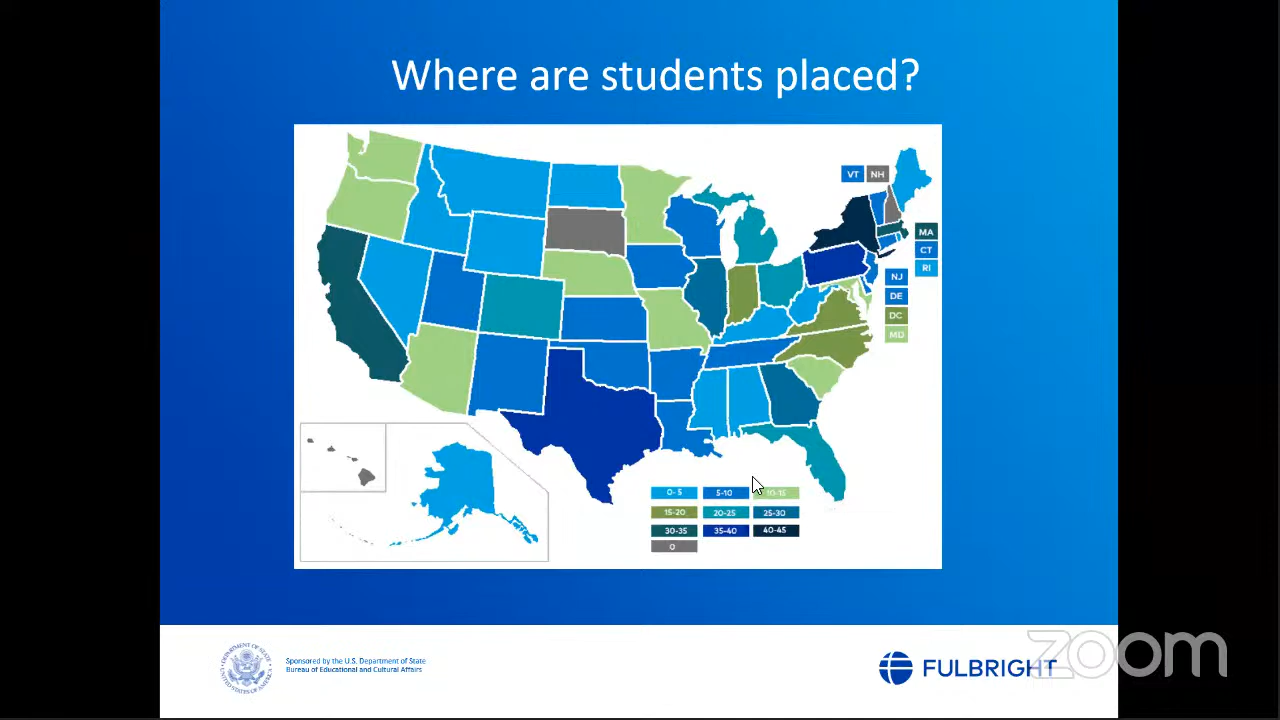 Where are students placed?
VT NH
MA
CT
RI
NJ
DE
DC
MD
0-5 5-10 10-15
15-20 20-25 25-30
30-35 35-40 40-45
0
Sponsored by the U.S. Department of State
Bureau of Educational and Cultural Affairs
FULBRIGHT
zoom